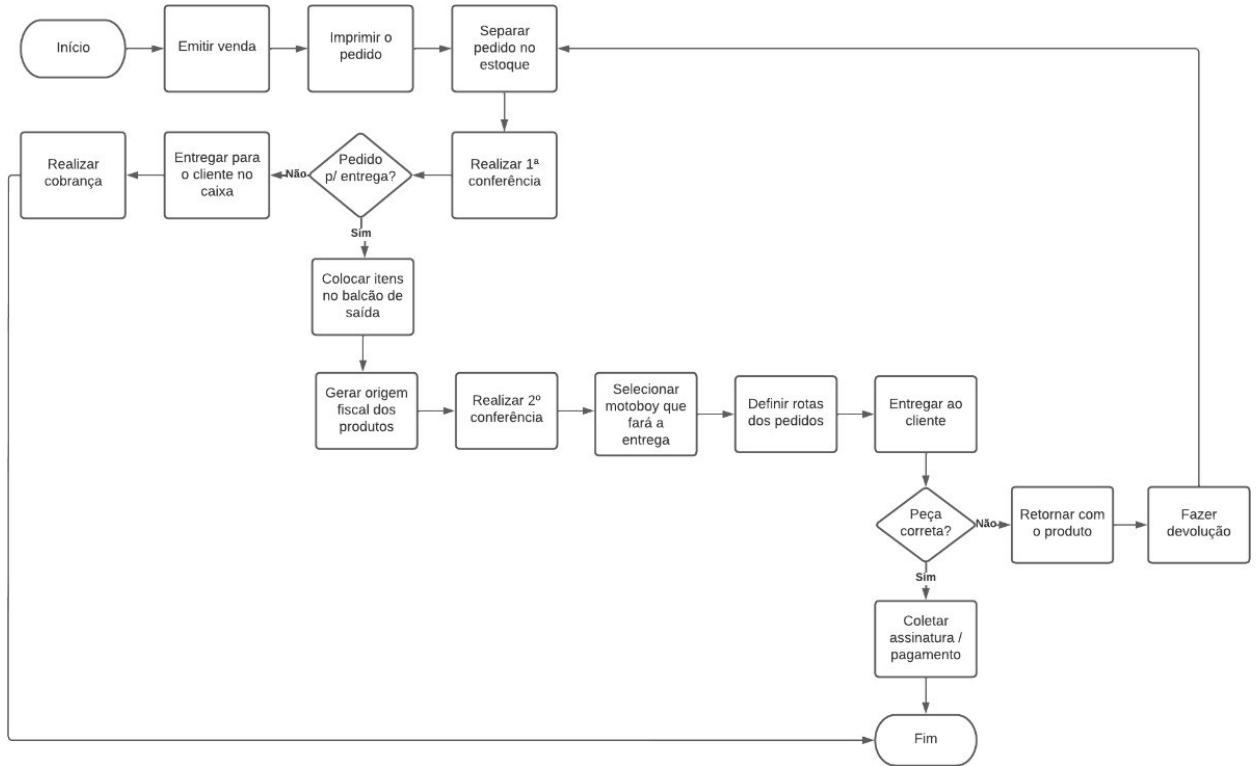 Início
Emitir venda
Imprimir o
pedido
Separar
pedido no
estoque
Realizar 1ª
conferência
Pedido
p/ entrega?
Não
Entregar para
o cliente no
caixa
Realizar
cobrança
Sim
Colocar itens
no balcão de
saída
Gerar origem
fiscal dos
produtos
Realizar 2º
conferência
Selecionar
motoboy que
fará a
entrega
Definir rotas
dos pedidos
Entregar ao
cliente
Peça
correta?
Não
Retornar com
o produto
Fazer
devolução
Sim
Coletar
assinatura /
pagamento
Fim